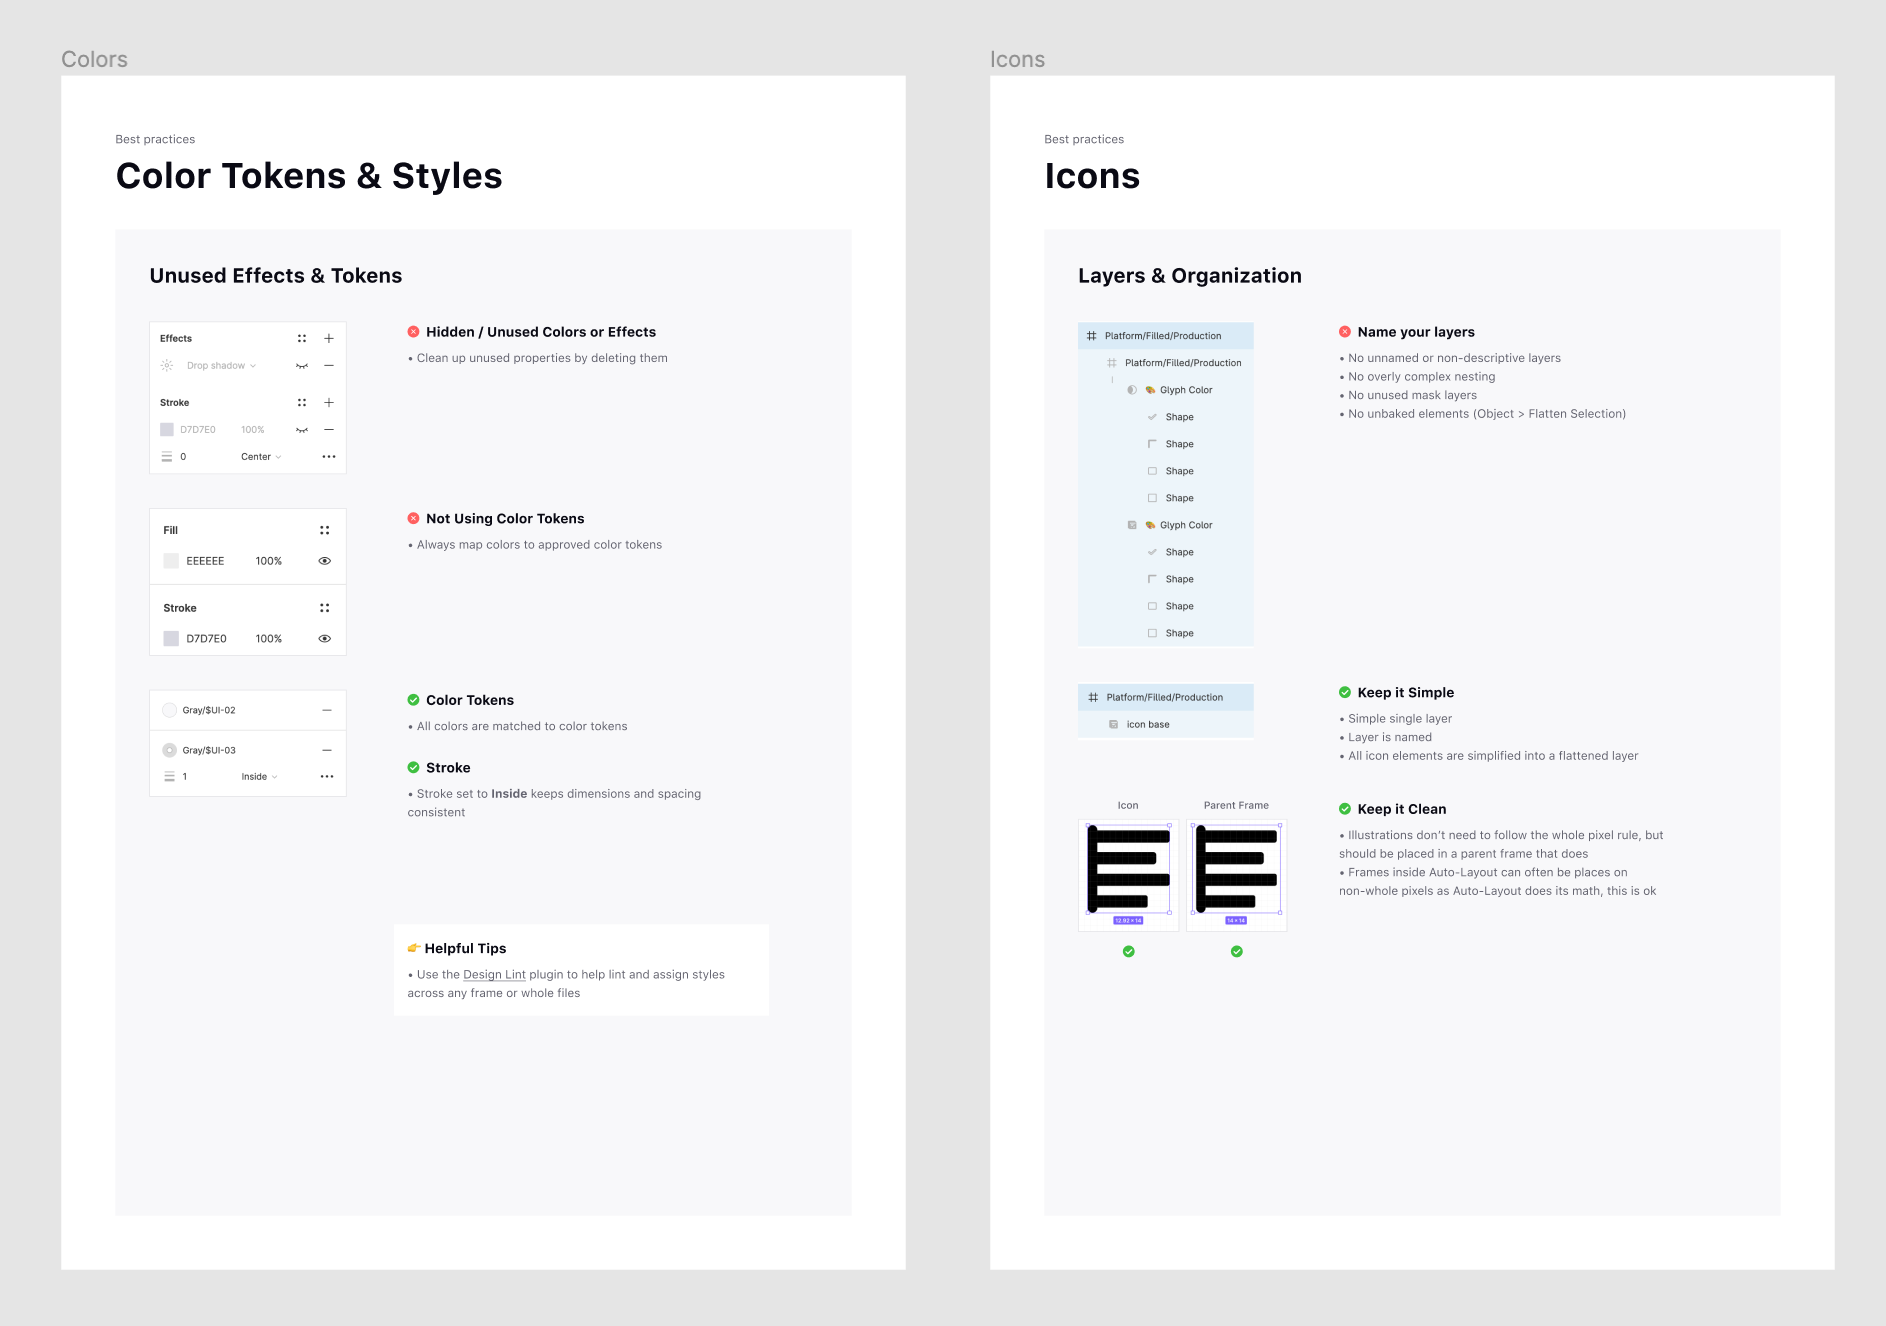 Colors
Best practices
Color Tokens & Styles
Unused Effects & Tokens
Effects
Drop shadow
Stroke
D7D7E0 100%
0 Center
Hidden / Unused Colors or Effects
• Clean up unused properties by deleting them
Fill
EEEEEE 100%
Stroke
D7D7E0 100%
Not Using Color Tokens
• Always map colors to approved color tokens
Gray/$UI-02
Gray/$UI-03
1 Inside
Color Tokens
• All colors are matched to color tokens
Stroke
• Stroke set to Inside keeps dimensions and spacing
consistent
Helpful Tips
• Use the Design Lint plugin to help lint and assign styles
across any frame or whole files
Icons
Best practices
Icons
Layers & Organization
Platform/Filled/Production
Platform/Filled/Production
Glyph Color
Shape
Shape
Shape
Shape
Glyph Color
Shape
Shape
Shape
Shape
Name your layers
• No unnamed or non-descriptive layers
• No overly complex nesting
• No unused mask layers
• No unbaked elements (Object > Flatten Selection)
Platform/Filled/Production
icon base
Keep it Simple
• Simple single layer
• Layer is named
• All icon elements are simplified into a flattened layer
Icon
12.82 × 14
Parent Frame
14 × 14
Keep it Clean
• Illustrations don't need to follow the whole pixel rule, but
should be placed in a parent frame that does
• Frames inside Auto-Layout can often be places on
non-whole pixels as Auto-Layout does its math, this is ok